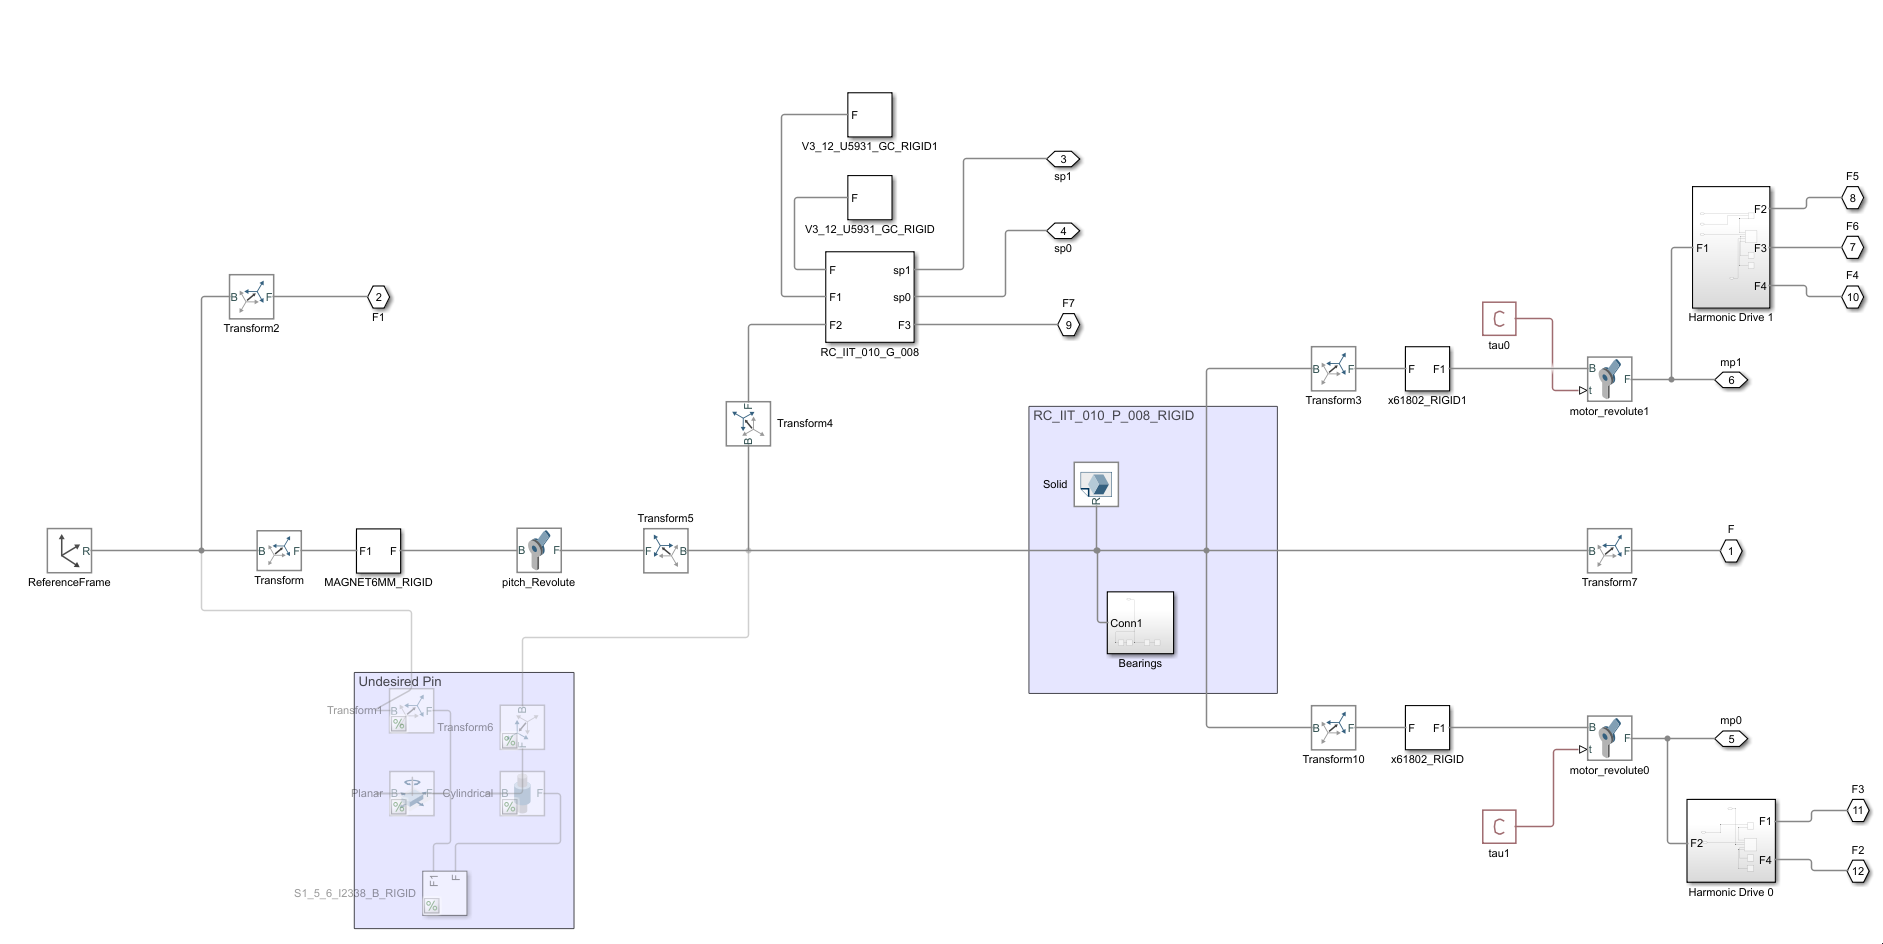 F
V3_12_U5931_GC_RIGID1
3
sp1
F
V3_12_U5931_GC_RIGID
4
sp0
F sp1
F1 sp0
F2 F3
RC_IIT_010_G_008
F7
9
B F
Transform2
2
F1
F
B
Transform4
R
ReferenceFrame
B F
Transform
F1 F
MAGNET6MM_RIGID
B F
pitch_Revolute
Transform5
F B
RC_IIT_010_P_008_RIGID
Solid
R
Conn1
Bearings
B F
Transform3
F F1
x61802_RIGID1
C
tau0
B
t
F
motor_revolute1
F1
F2
F3
F4
Harmonic Drive 1
F5
8
F6
7
F4
10
mp1
6
B F
Transform7
F
1
B F
Transform10
F F1
x61802_RIGID
C
tau1
B
t
F
motor_revolute0
mp0
5
F2
F1
F4
Harmonic Drive 0
F3
11
F2
12
Undesired Pin
Transform1
B F
%
Transform6
B
F
%
Planar
B F
%
Cylindrical
B F
%
S1_5_6_I2338_B_RIGID
F1 F
%